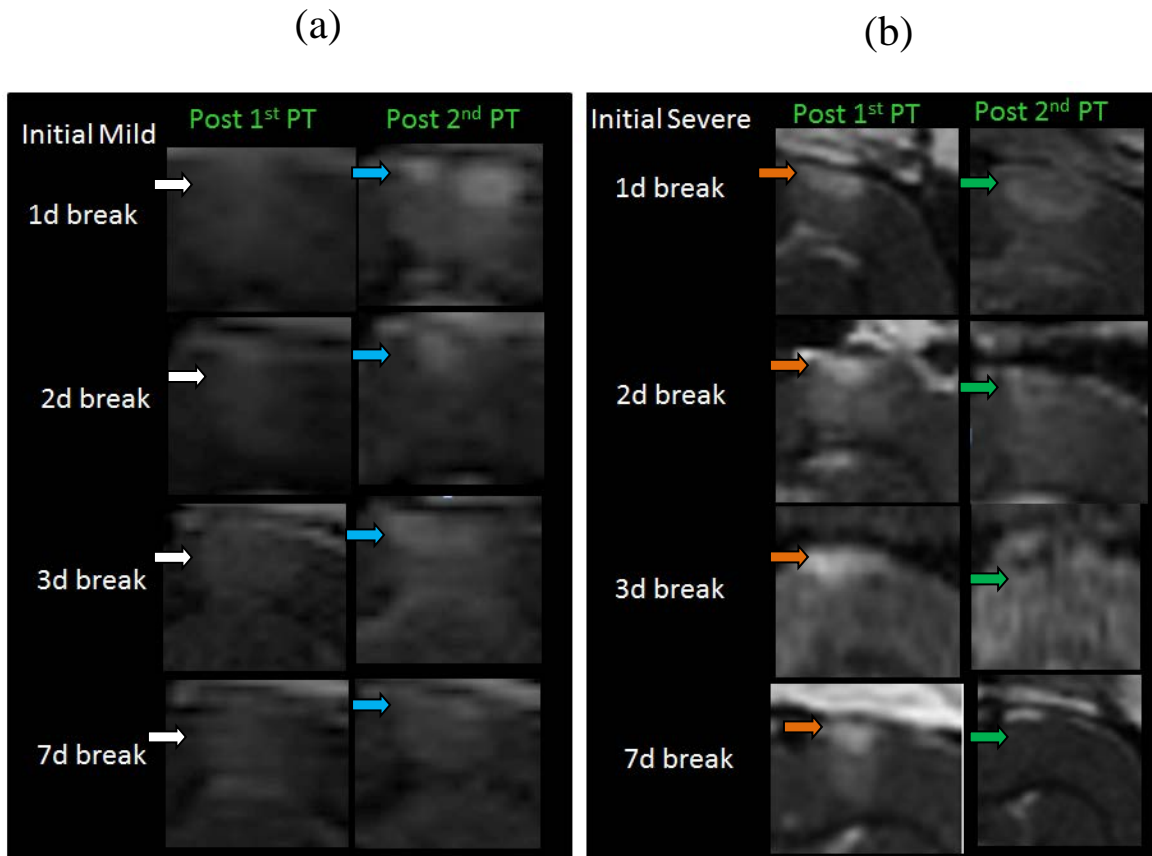 (a)
(b)
Initial Mild
Post 1st PT
Post 2nd PT
1d break
2d break
3d break
7d break
Initial Severe
Post 1st PT
Post 2nd PT
1d break
2d break
3d break
7d break